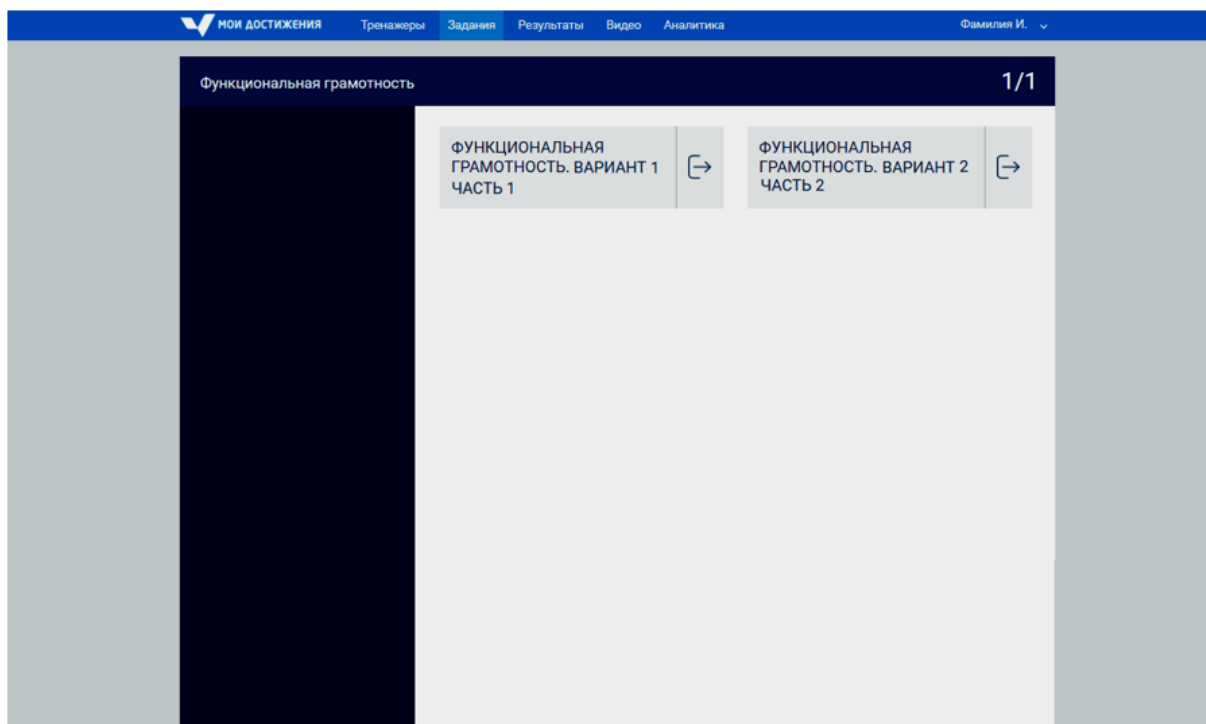 МОИ ДОСТИЖЕНИЯ Тренажеры Задания Результаты Видео Аналитика Фамилия И.
Функциональная грамотность 1/1
ФУНКЦИОНАЛЬНАЯ
ГРАМОТНОСТЬ. ВАРИАНТ 1
ЧАСТЬ 1
ФУНКЦИОНАЛЬНАЯ
ГРАМОТНОСТЬ. ВАРИАНТ 2
ЧАСТЬ 2